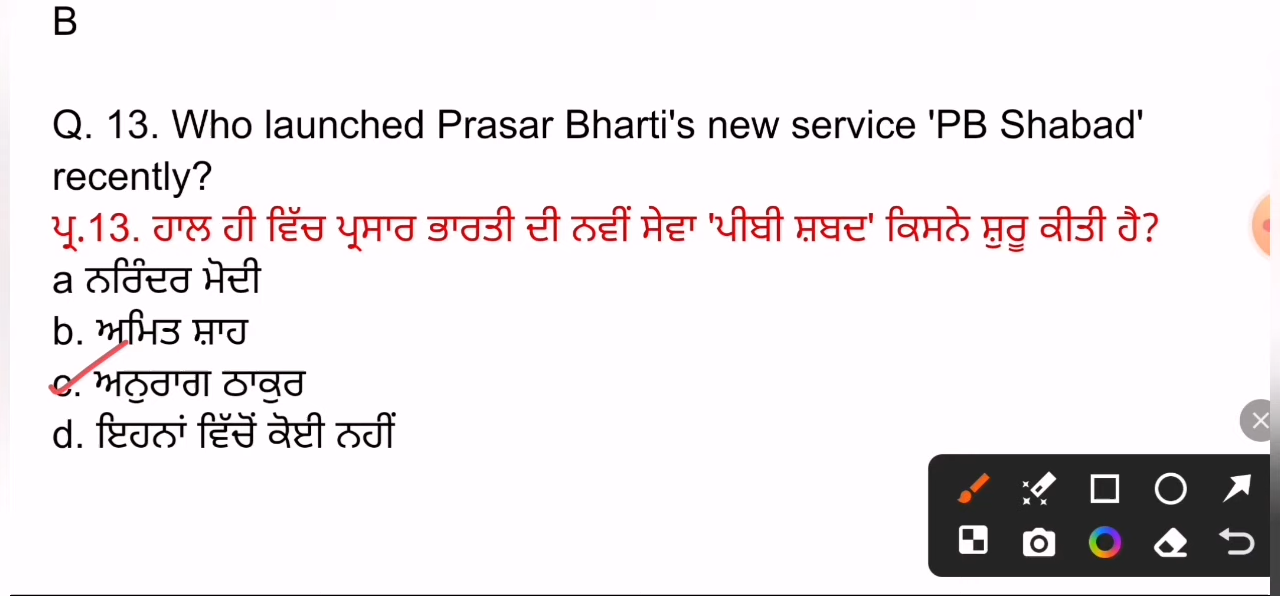 B
Q. 13. Who launched Prasar Bharti's new service 'PB Shabad'
recently?
ਪ੍ਰ.13. ਹਾਲ ਹੀ ਵਿੱਚ ਪ੍ਰਸਾਰ ਭਾਰਤੀ ਦੀ ਨਵੀਂ ਸੇਵਾ 'ਪੀਬੀ ਸ਼ਬਦ' ਕਿਸਨੇ ਸ਼ੁਰੂ ਕੀਤੀ ਹੈ?
a ਨਰਿੰਦਰ ਮੋਦੀ
b. ਅਮਿਤ ਸ਼ਾਹ
c. ਅਨੁਰਾਗ ਠਾਕੁਰ
d. ਇਹਨਾਂ ਵਿੱਚੋਂ ਕੋਈ ਨਹੀਂ